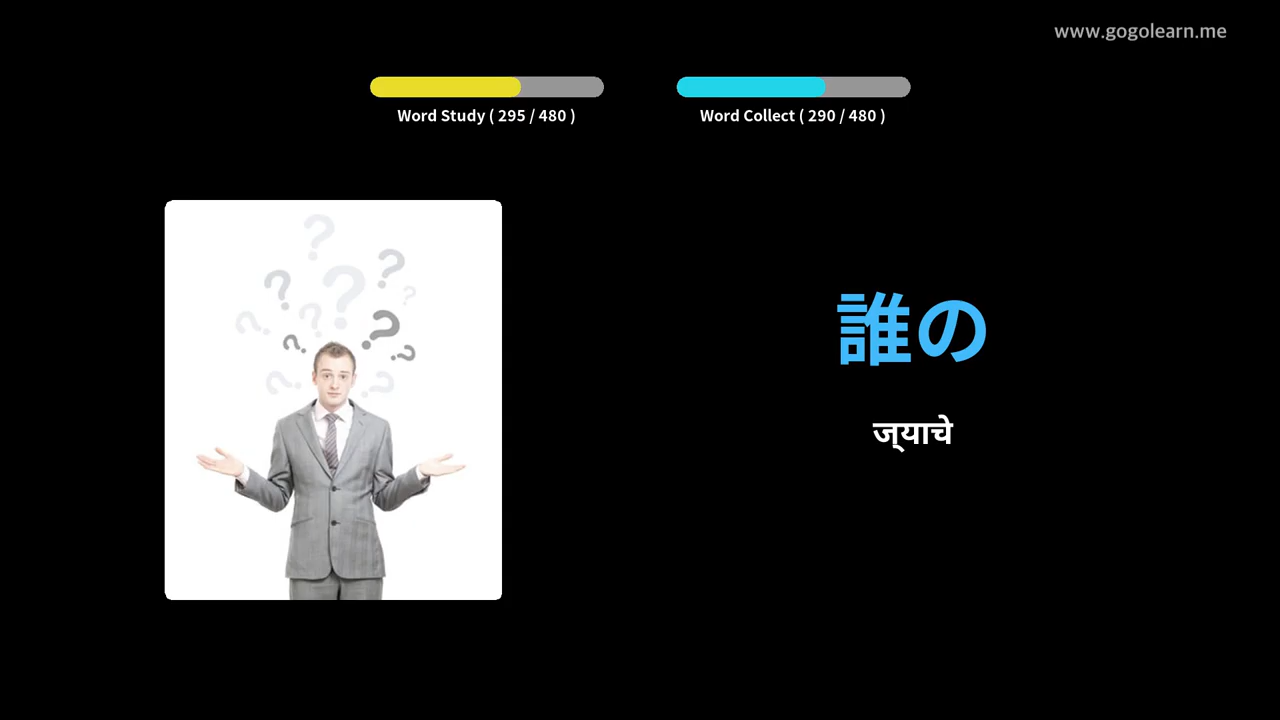 www.gogolearn.me
Word Study ( 295 / 480 )
Word Collect ( 290 / 480 )
誰の
ज्याचे